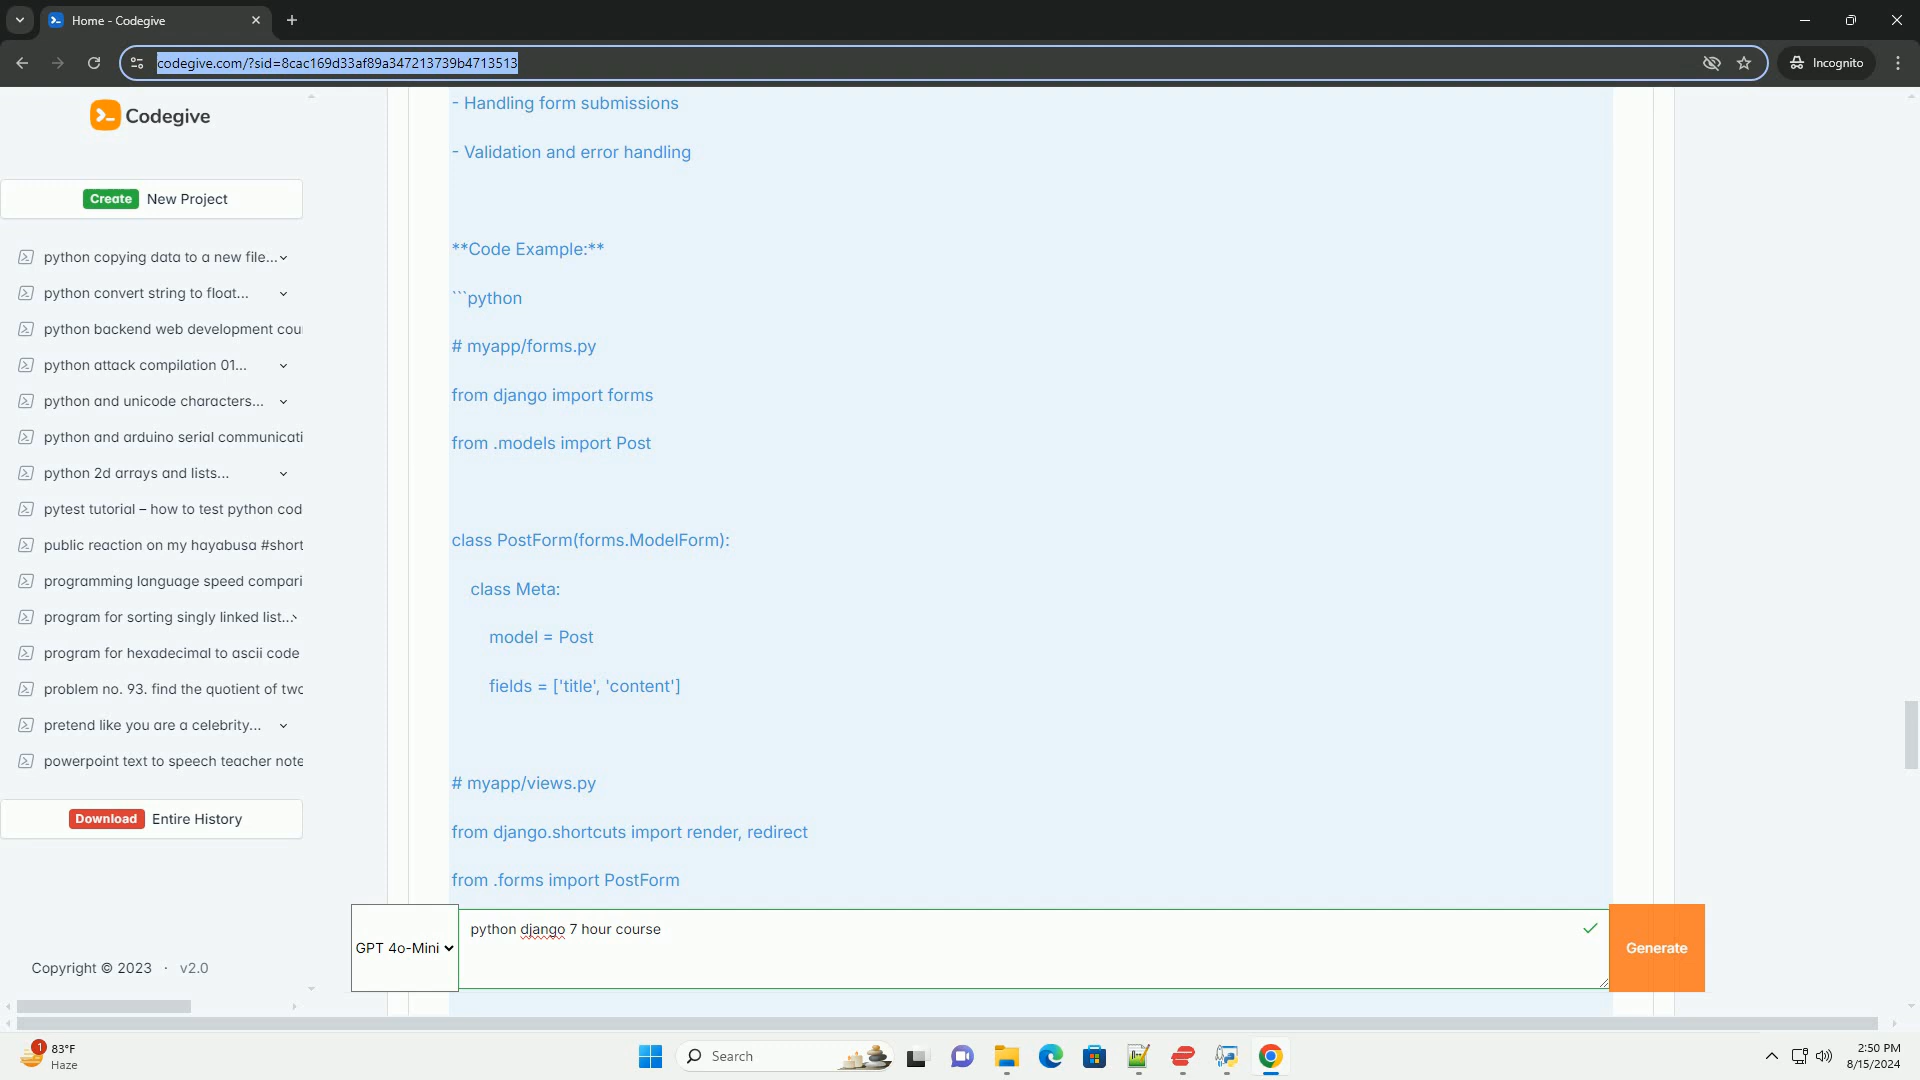 Home - Codegive
codegive.com/?sid=8cac169d33af89a347213739b4713513
Incognito
Codegive
Create New Project
python copying data to a new file...
python convert string to float...
python backend web development cou
python attack compilation 01...
python and unicode characters...
python and arduino serial communicati
python 2d arrays and lists...
pytest tutorial – how to test python cod
public reaction on my hayabusa #short
programming language speed compari
program for sorting singly linked list...
program for hexadecimal to ascii code
problem no. 93. find the quotient of two
pretend like you are a celebrity...
powerpoint text to speech teacher note
Download Entire History
Copyright © 2023 · v2.0
- Handling form submissions
- Validation and error handling
**Code Example:**
```python
# myapp/forms.py
from django import forms
from .models import Post
class PostForm(forms.ModelForm):
class Meta:
model = Post
fields = ['title', 'content']
# myapp/views.py
from django.shortcuts import render, redirect
from .forms import PostForm
GPT 4o-Mini
python django 7 hour course
Generate
1
83°F
Haze
Search
2:50 PM
8/15/2024